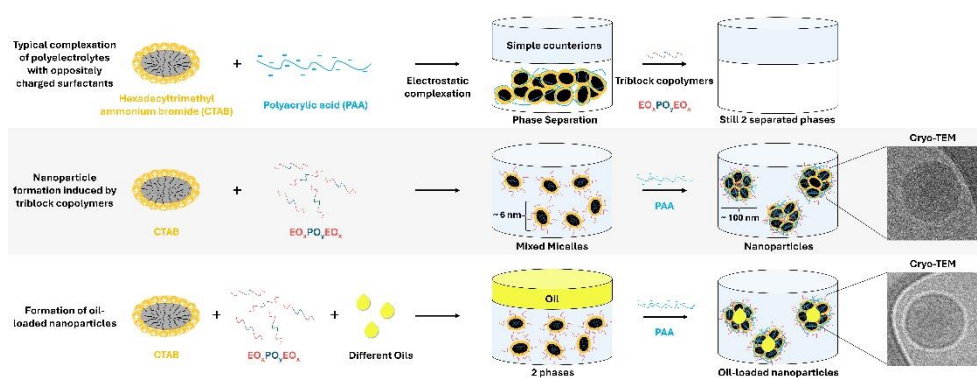 Typical complexation
of polyelectrolytes
with oppositely
charged surfactants
+
Hexadecyltrimethyl
ammonium bromide (CTAB)
Polyacrylic acid (PAA)
Electrostatic
complexation
Simple counterions
Phase Separation
Triblock copolymers
EOxPOyEOx
Still 2 separated phases
Nanoparticle
formation induced by
triblock copolymers
+
CTAB
EOxPOyEOx
~ 6 nm
Mixed Micelles
PAA
~ 100 nm
Nanoparticles
Cryo-TEM
Formation of oil-
loaded nanoparticles
+
+
CTAB
EOxPOyEOx
Different Oils
Oil
2 phases
PAA
Oil-loaded nanoparticles
Cryo-TEM